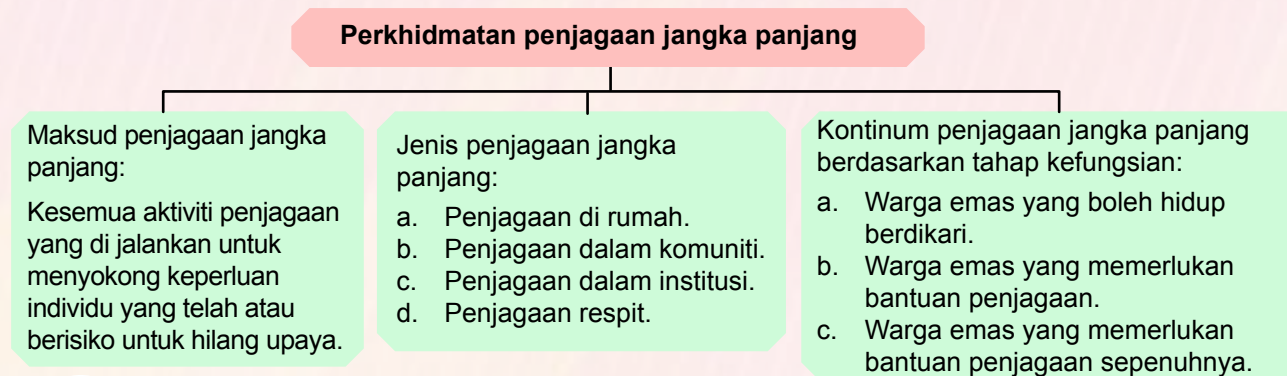 Perkhidmatan penjagaan jangka panjang
Maksud penjagaan jangka
panjang:
Kesemua aktiviti penjagaan
yang di jalankan untuk
menyokong keperluan
individu yang telah atau
berisiko untuk hilang upaya.
Jenis penjagaan jangka
panjang:
a. Penjagaan di rumah.
b. Penjagaan dalam komuniti.
c. Penjagaan dalam institusi.
d. Penjagaan respit.
Kontinum penjagaan jangka panjang
berdasarkan tahap kefungsian:
a. Warga emas yang boleh hidup
berdikari.
b. Warga emas yang memerlukan
bantuan penjagaan.
c. Warga emas yang memerlukan
bantuan penjagaan sepenuhnya.